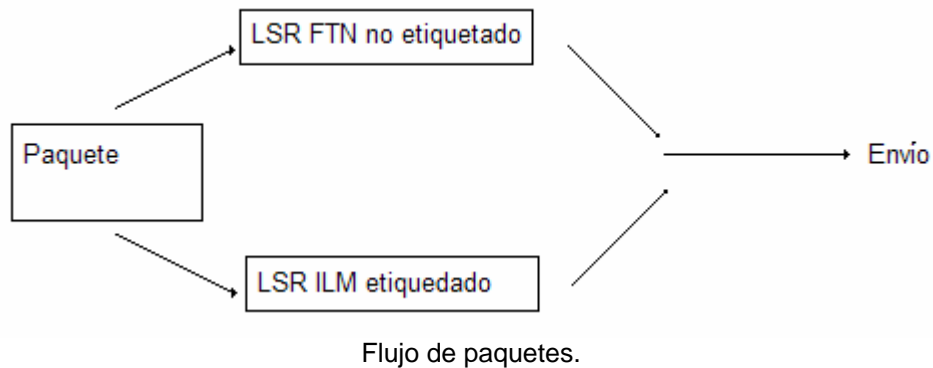 LSR FTN no etiquetado
Paquete
Envío
LSR ILM etiquedado
Flujo de paquetes.